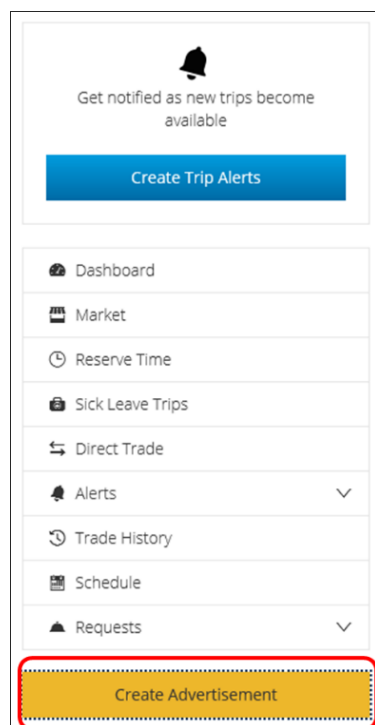 Get notified as new trips become
available
Create Trip Alerts
Dashboard
Market
Reserve Time
Sick Leave Trips
Direct Trade
Alerts
Trade History
Schedule
Requests
Create Advertisement